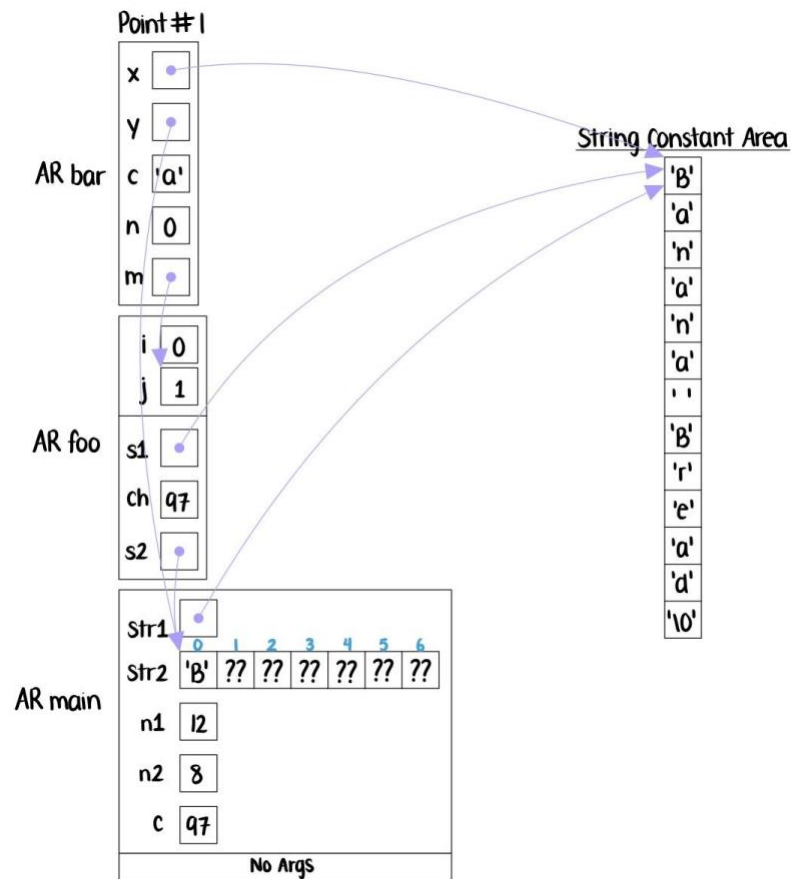 Point #1
x
y
AR bar c 'a'
n 0
m
String Constant Area
'B'
'a'
'n'
'a'
'n'
'a'
' '
'B'
'r'
'e'
'a'
'd'
'\0'
i 0
j 1
AR foo
s1
ch 97
s2
AR main
Str1
0 1 2 3 4 5 6
Str2 'B' ?? ?? ?? ?? ?? ??
n1 12
n2 8
c 97
No Args